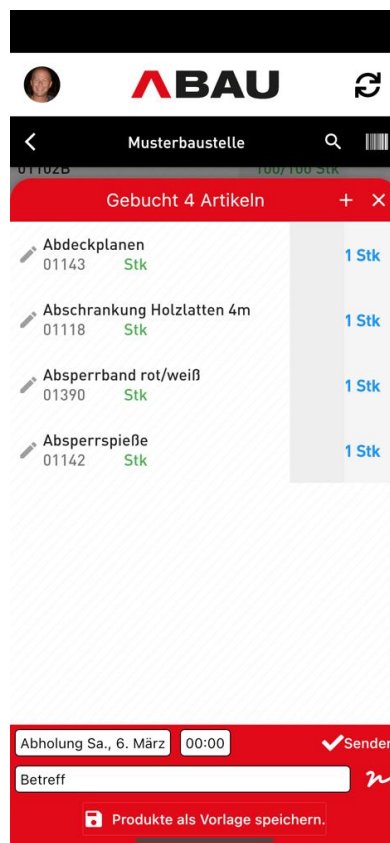 ABAU
Musterbaustelle
01102B 100/100 Stk
Gebucht 4 Artikeln + ×
Abdeckplanen
01143 Stk 1 Stk
Abschrankung Holzlatten 4m
01118 Stk 1 Stk
Absperrband rot/weiß
01390 Stk 1 Stk
Absperrspieße
01142 Stk 1 Stk
Abholung Sa., 6. März 00:00 Senden
Betreff
Produkte als Vorlage speichern.